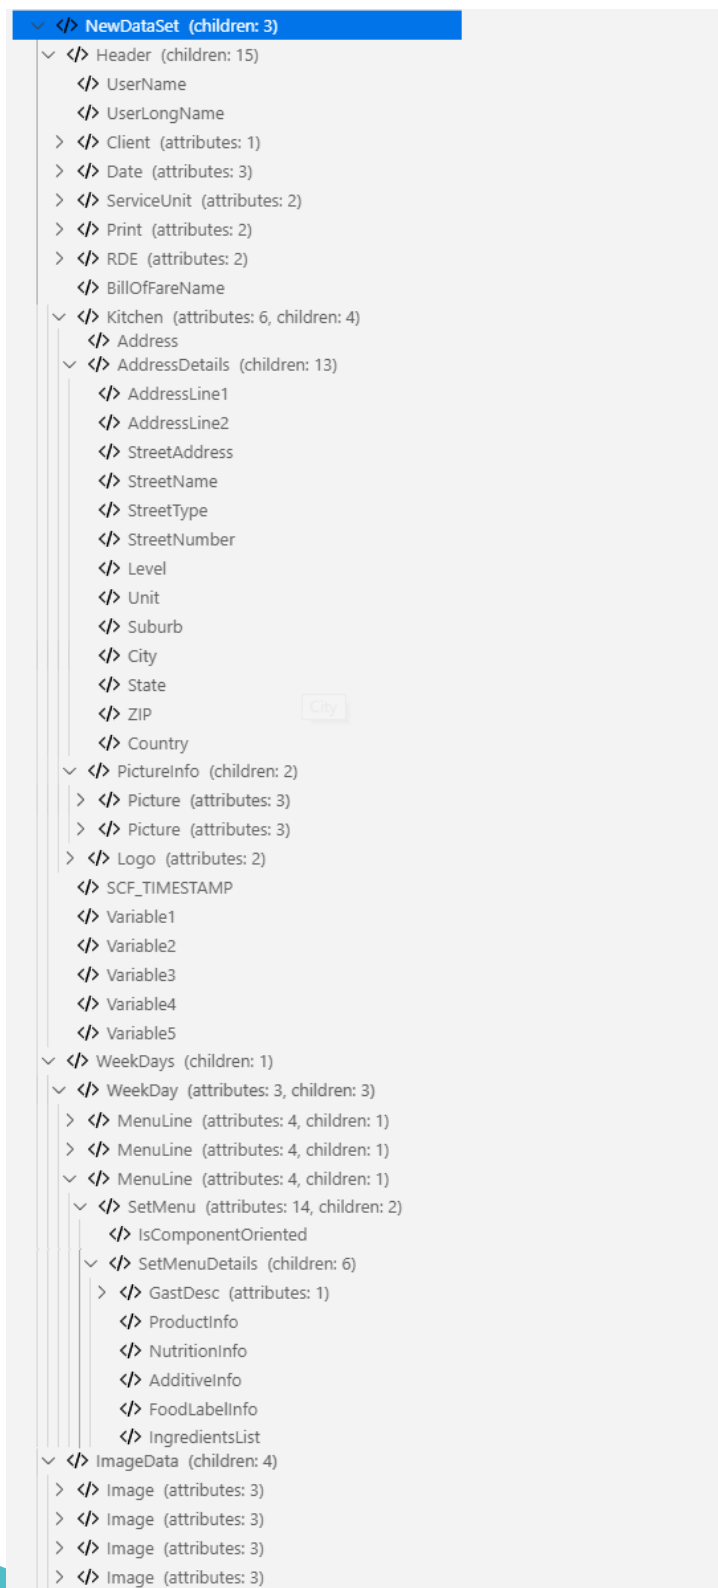 </> NewDataSet (children: 3)
</> Header (children: 15)
</> UserName
</> UserLongName
</> Client (attributes: 1)
</> Date (attributes: 3)
</> ServiceUnit (attributes: 2)
</> Print (attributes: 2)
</> RDE (attributes: 2)
</> BillOfFareName
</> Kitchen (attributes: 6, children: 4)
</> Address
</> AddressDetails (children: 13)
</> AddressLine1
</> AddressLine2
</> StreetAddress
</> StreetName
</> StreetType
</> StreetNumber
</> Level
</> Unit
</> Suburb
</> City
</> State
City
</> ZIP
</> Country
</> PictureInfo (children: 2)
</> Picture (attributes: 3)
</> Picture (attributes: 3)
</> Logo (attributes: 2)
</> SCF_TIMESTAMP
</> Variable1
</> Variable2
</> Variable3
</> Variable4
</> Variable5
</> WeekDays (children: 1)
</> WeekDay (attributes: 3, children: 3)
</> MenuLine (attributes: 4, children: 1)
</> MenuLine (attributes: 4, children: 1)
</> MenuLine (attributes: 4, children: 1)
</> SetMenu (attributes: 14, children: 2)
</> IsComponentOriented
</> SetMenuDetails (children: 6)
</> GastDesc (attributes: 1)
</> ProductInfo
</> NutritionInfo
</> AdditiveInfo
</> FoodLabelInfo
</> IngredientsList
</> ImageData (children: 4)
</> Image (attributes: 3)
</> Image (attributes: 3)
</> Image (attributes: 3)
</> Image (attributes: 3)